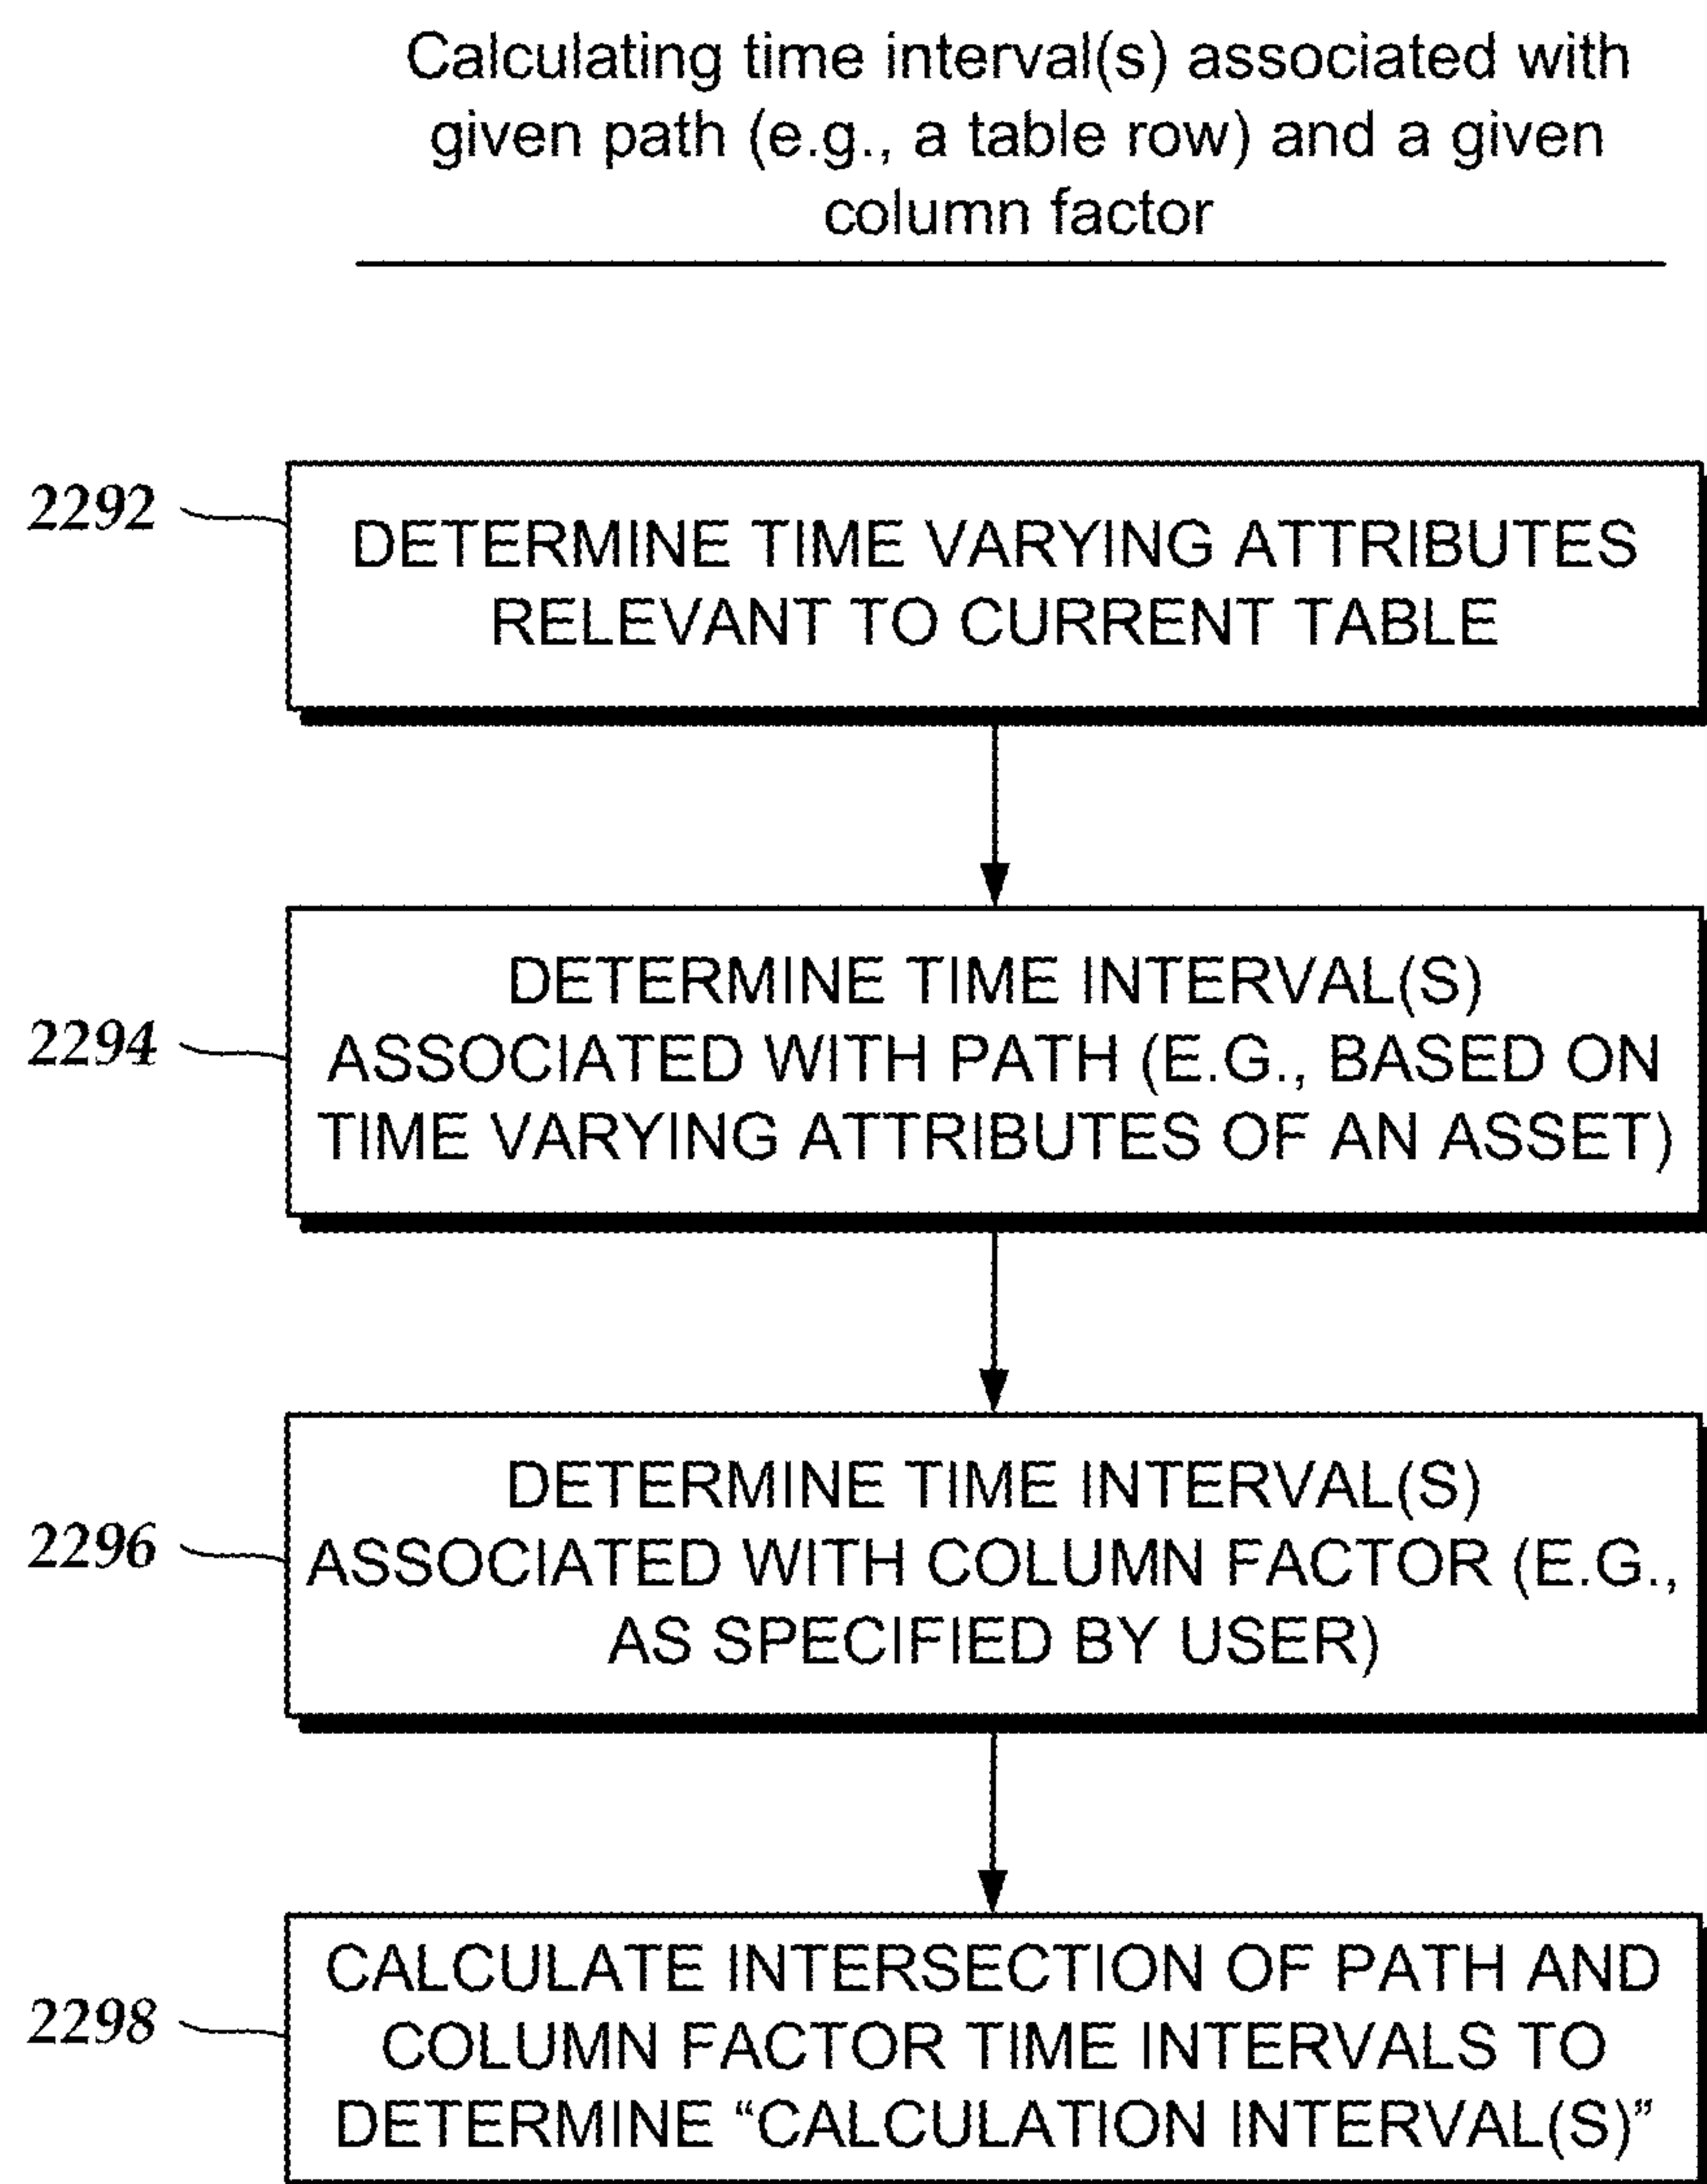 Calculating time interval(s) associated with
given path (e.g., a table row) and a given
column factor
2292
DETERMINE TIME VARYING ATTRIBUTES
RELEVANT TO CURRENT TABLE
2294
DETERMINE TIME INTERVAL(S)
ASSOCIATED WITH PATH (E.G., BASED ON
TIME VARYING ATTRIBUTES OF AN ASSET)
2296
DETERMINE TIME INTERVAL(S)
ASSOCIATED WITH COLUMN FACTOR (E.G.,
AS SPECIFIED BY USER)
2298
CALCULATE INTERSECTION OF PATH AND
COLUMN FACTOR TIME INTERVALS TO
DETERMINE “CALCULATION INTERVAL(S)”